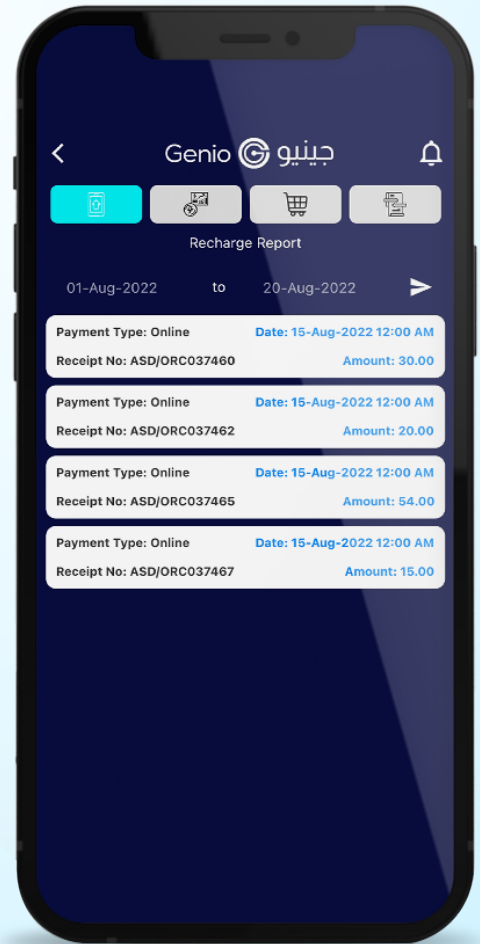 Genio جينيو
Recharge Report
01-Aug-2022 to 20-Aug-2022
Payment Type: Online Date: 15-Aug-2022 12:00 AM
Receipt No: ASD/ORC037460 Amount: 30.00
Payment Type: Online Date: 15-Aug-2022 12:00 AM
Receipt No: ASD/ORC037462 Amount: 20.00
Payment Type: Online Date: 15-Aug-2022 12:00 AM
Receipt No: ASD/ORC037465 Amount: 54.00
Payment Type: Online Date: 15-Aug-2022 12:00 AM
Receipt No: ASD/ORC037467 Amount: 15.00